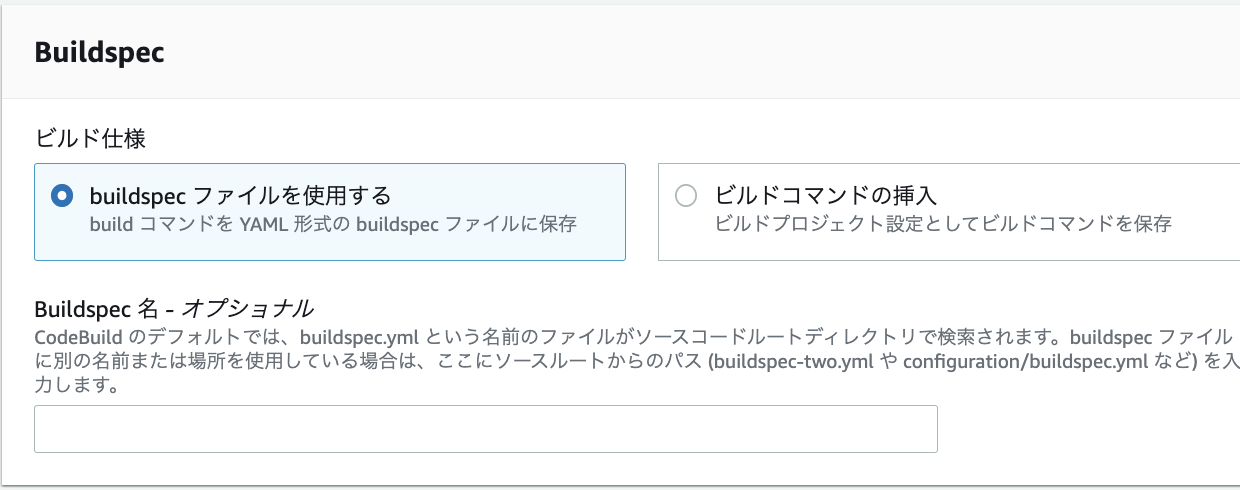 Buildspec
ビルド仕様
buildspec ファイルを使用する
build コマンドを YAML 形式の buildspec ファイルに保存
ビルドコマンドの挿入
ビルドプロジェクト設定としてビルドコマンドを保存
Buildspec 名 - オプショナル
CodeBuild のデフォルトでは、buildspec.yml という名前のファイルがソースコードルートディレクトリで検索されます。buildspec ファイル
に別の名前または場所を使用している場合は、ここにソースルートからのパス (buildspec-two.yml や configuration/buildspec.yml など) を入
力します。